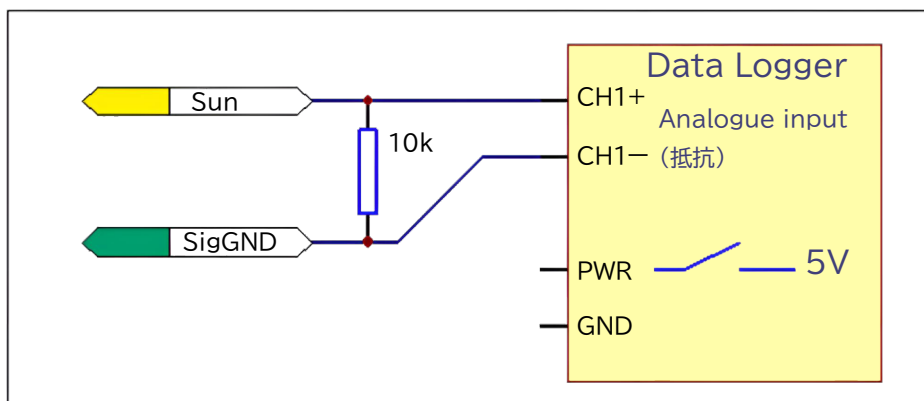 Data Logger
Sun
CH1+
Analogue input
10k
CH1− (抵抗)
SigGND
PWR
5V
GND